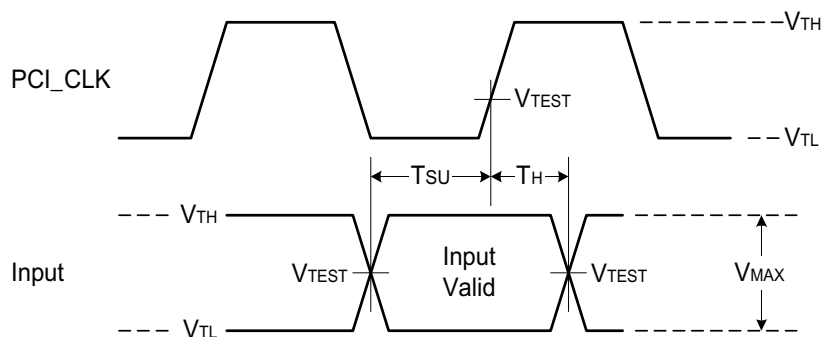 VTH
PCI_CLK
VTEST
VTL
TSU
TH
VTH
Input
Valid
Input
VTEST
VTEST
VMAX
VTL